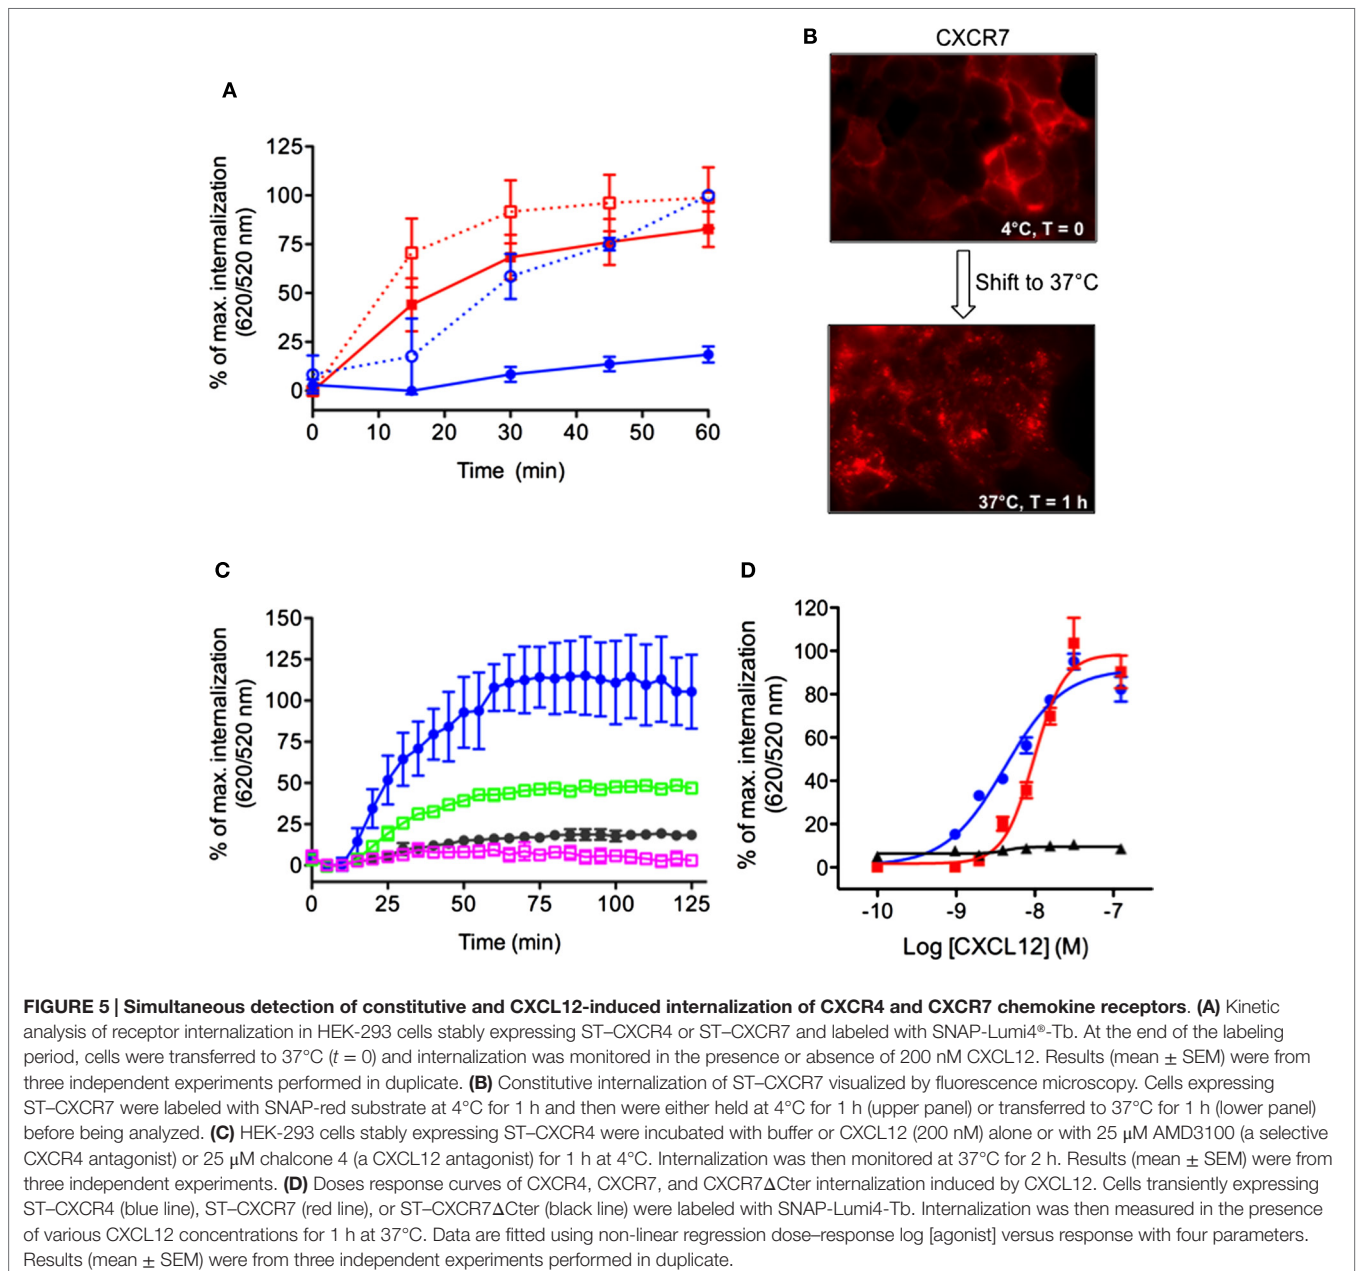 A
125
100
75
50
25
0
% of max. internalization
(620/520 nm)
0 10 20 30 40 50 60
Time (min)
B
CXCR7
4°C, T = 0
Shift to 37°C
37°C, T = 1 h
C
150
125
100
75
50
25
0
% of max. internalization
(620/520 nm)
0 25 50 75 100 125
Time (min)
D
120
100
80
60
40
20
0
% of max. internalization
(620/520 nm)
-10 -9 -8 -7
Log [CXCL12] (M)
FIGURE 5 | Simultaneous detection of constitutive and CXCL12-induced internalization of CXCR4 and CXCR7 chemokine receptors. (A) Kinetic
analysis of receptor internalization in HEK-293 cells stably expressing ST–CXCR4 or ST–CXCR7 and labeled with SNAP-Lumi4®-Tb. At the end of the labeling
period, cells were transferred to 37°C (t = 0) and internalization was monitored in the presence or absence of 200 nM CXCL12. Results (mean ± SEM) were from
three independent experiments performed in duplicate. (B) Constitutive internalization of ST–CXCR7 visualized by fluorescence microscopy. Cells expressing
ST–CXCR7 were labeled with SNAP-red substrate at 4°C for 1 h and then were either held at 4°C for 1 h (upper panel) or transferred to 37°C for 1 h (lower panel)
before being analyzed. (C) HEK-293 cells stably expressing ST–CXCR4 were incubated with buffer or CXCL12 (200 nM) alone or with 25 μM AMD3100 (a selective
CXCR4 antagonist) or 25 μM chalcone 4 (a CXCL12 antagonist) for 1 h at 4°C. Internalization was then monitored at 37°C for 2 h. Results (mean ± SEM) were from
three independent experiments. (D) Doses response curves of CXCR4, CXCR7, and CXCR7ΔCter internalization induced by CXCL12. Cells transiently expressing
ST–CXCR4 (blue line), ST–CXCR7 (red line), or ST–CXCR7ΔCter (black line) were labeled with SNAP-Lumi4-Tb. Internalization was then measured in the presence
of various CXCL12 concentrations for 1 h at 37°C. Data are fitted using non-linear regression dose–response log [agonist] versus response with four parameters.
Results (mean ± SEM) were from three independent experiments performed in duplicate.